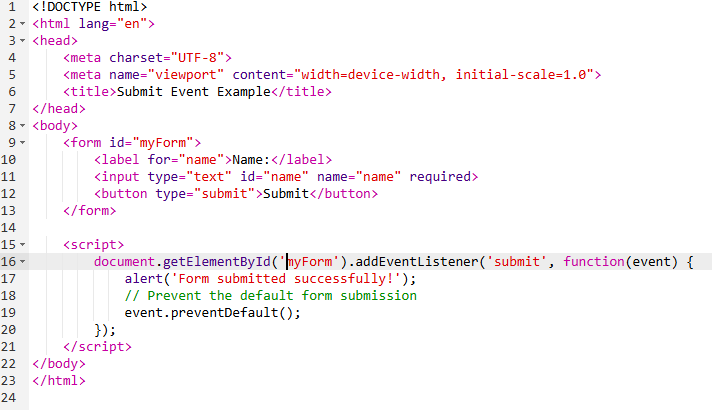 1 <!DOCTYPE html>
2 <html lang="en">
3 <head>
4     <meta charset="UTF-8">
5     <meta name="viewport" content="width=device-width, initial-scale=1.0">
6     <title>Submit Event Example</title>
7 </head>
8 <body>
9     <form id="myForm">
10         <label for="name">Name:</label>
11         <input type="text" id="name" name="name" required>
12         <button type="submit">Submit</button>
13     </form>
14
15     <script>
16         document.getElementById('myForm').addEventListener('submit', function(event) {
17             alert('Form submitted successfully!');
18             // Prevent the default form submission
19             event.preventDefault();
20         });
21     </script>
22 </body>
23 </html>
24